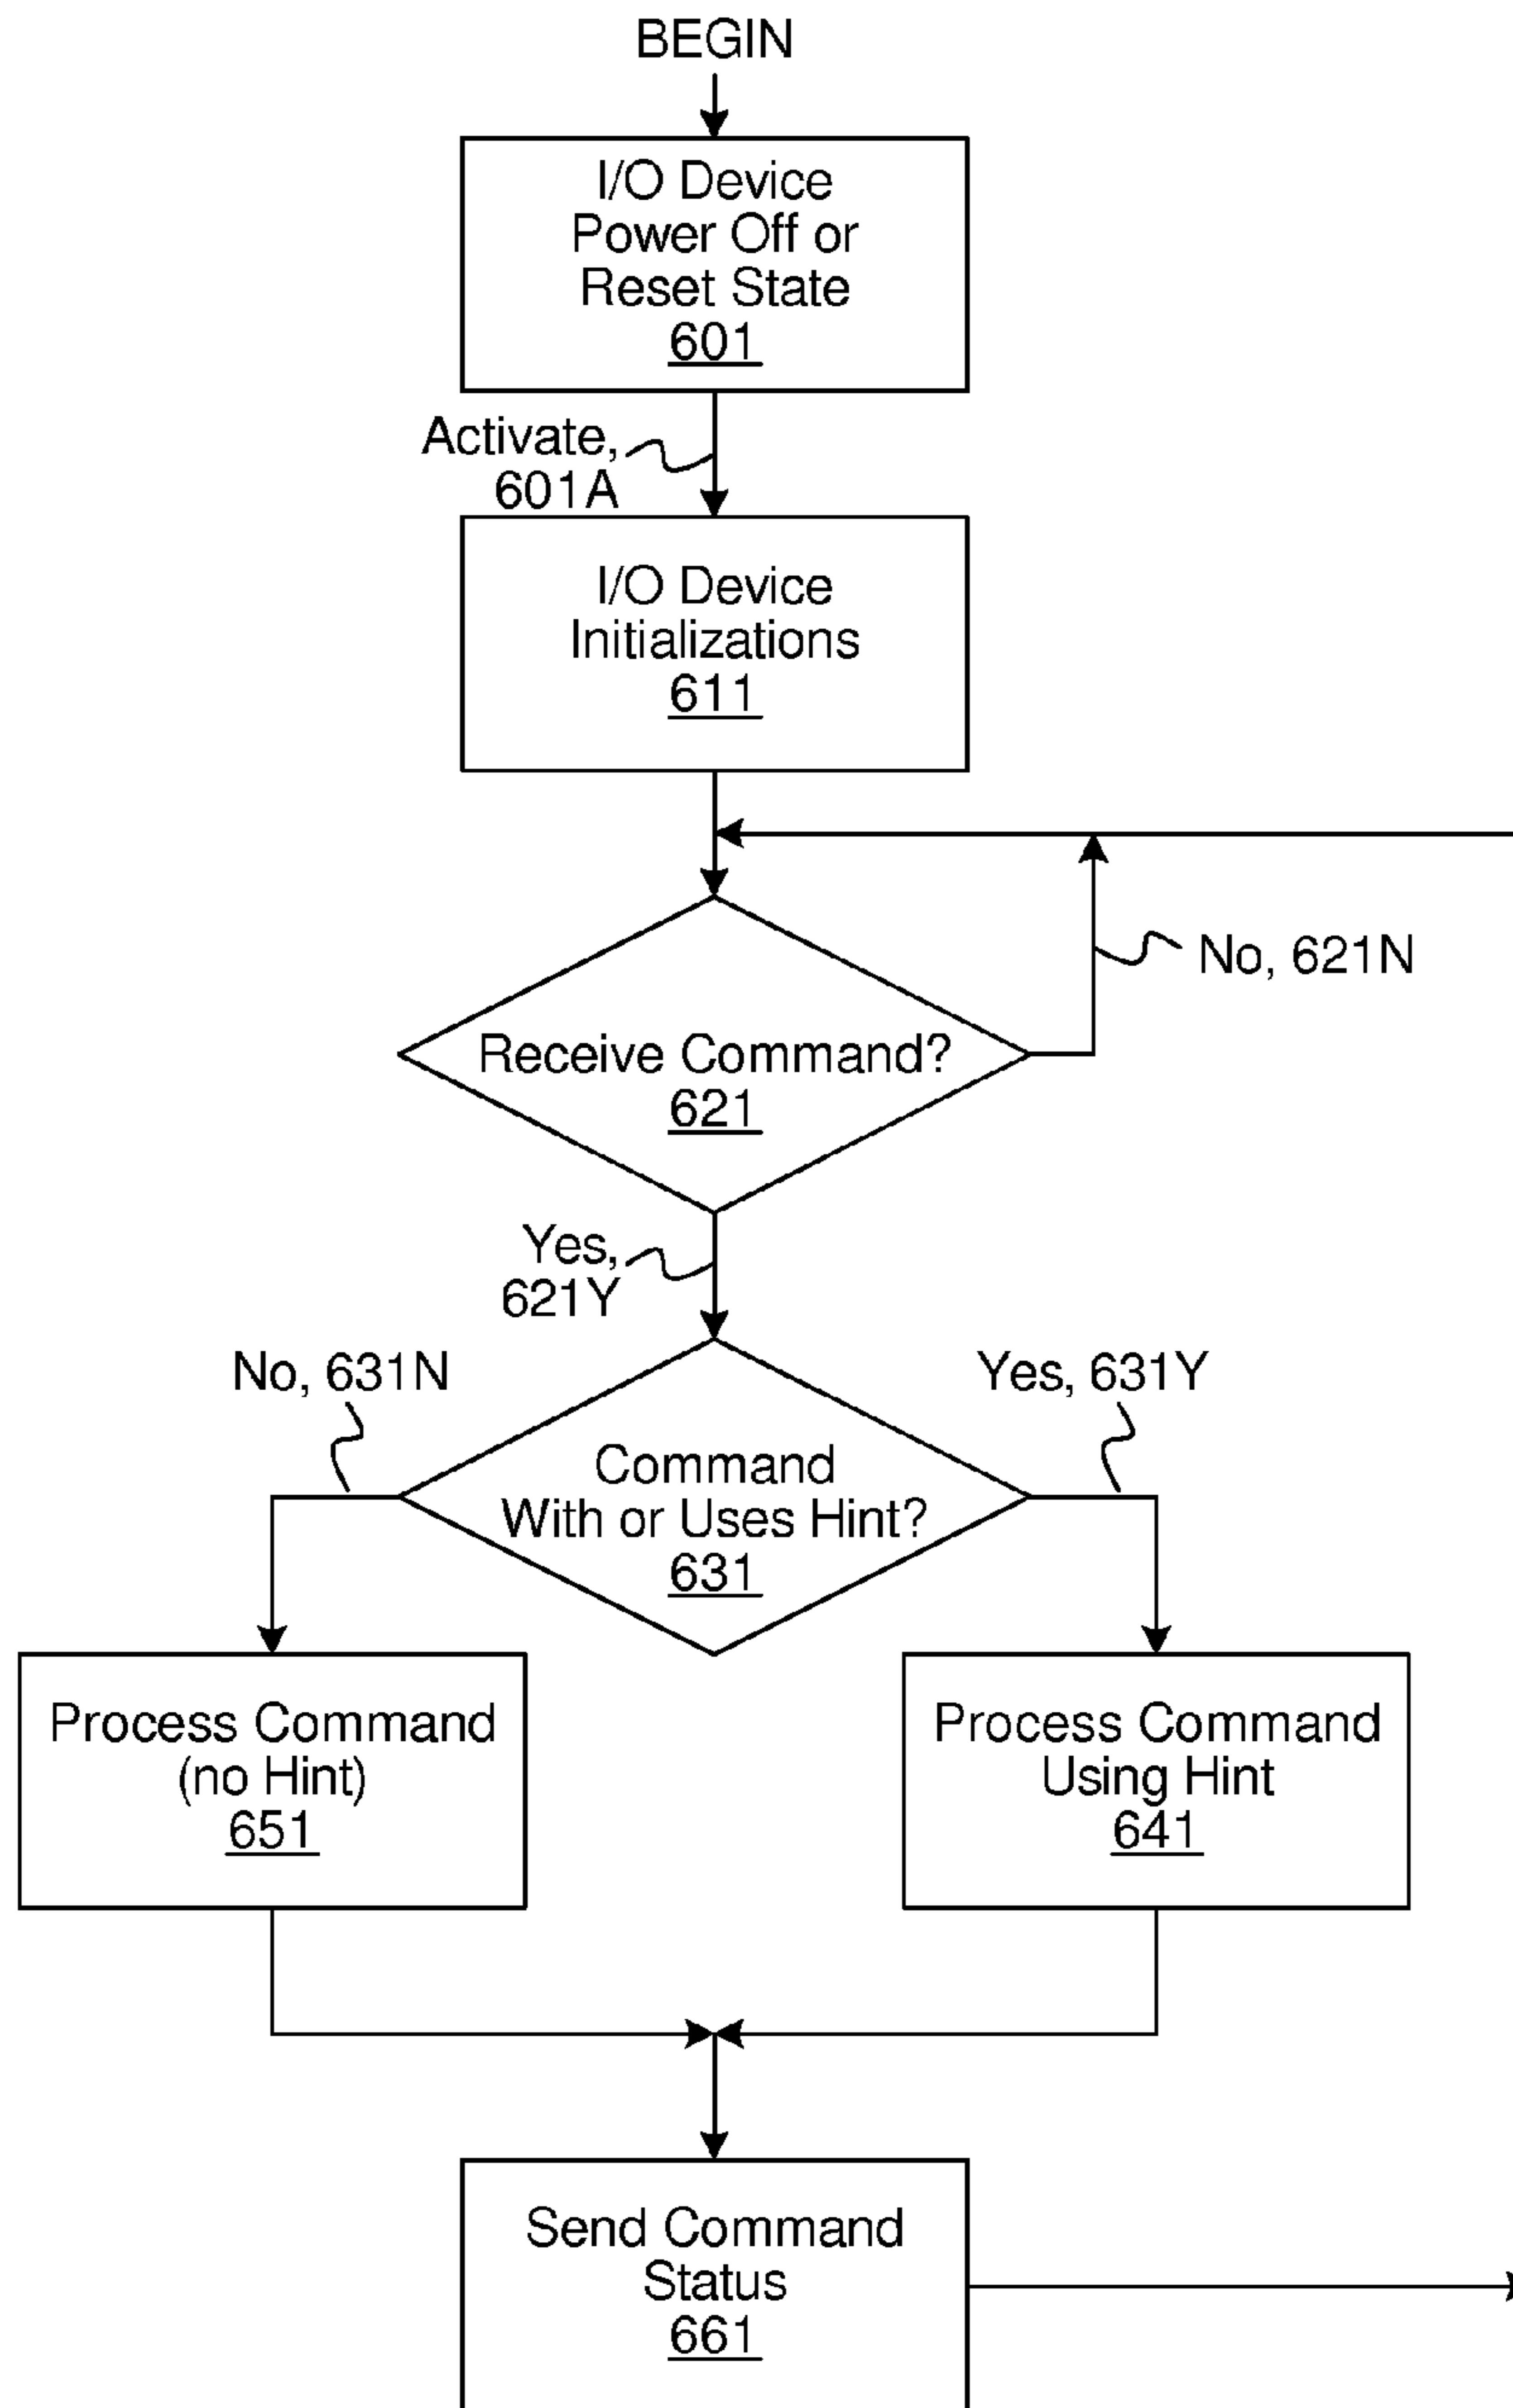 BEGIN
I/O Device
Power Off or
Reset State
601
Activate,
601A
I/O Device
Initializations
611
No, 621N
Receive Command?
621
Yes,
621Y
No, 631N
Yes, 631Y
Command
With or Uses Hint?
631
Process Command
(no Hint)
651
Process Command
Using Hint
641
Send Command
Status
661